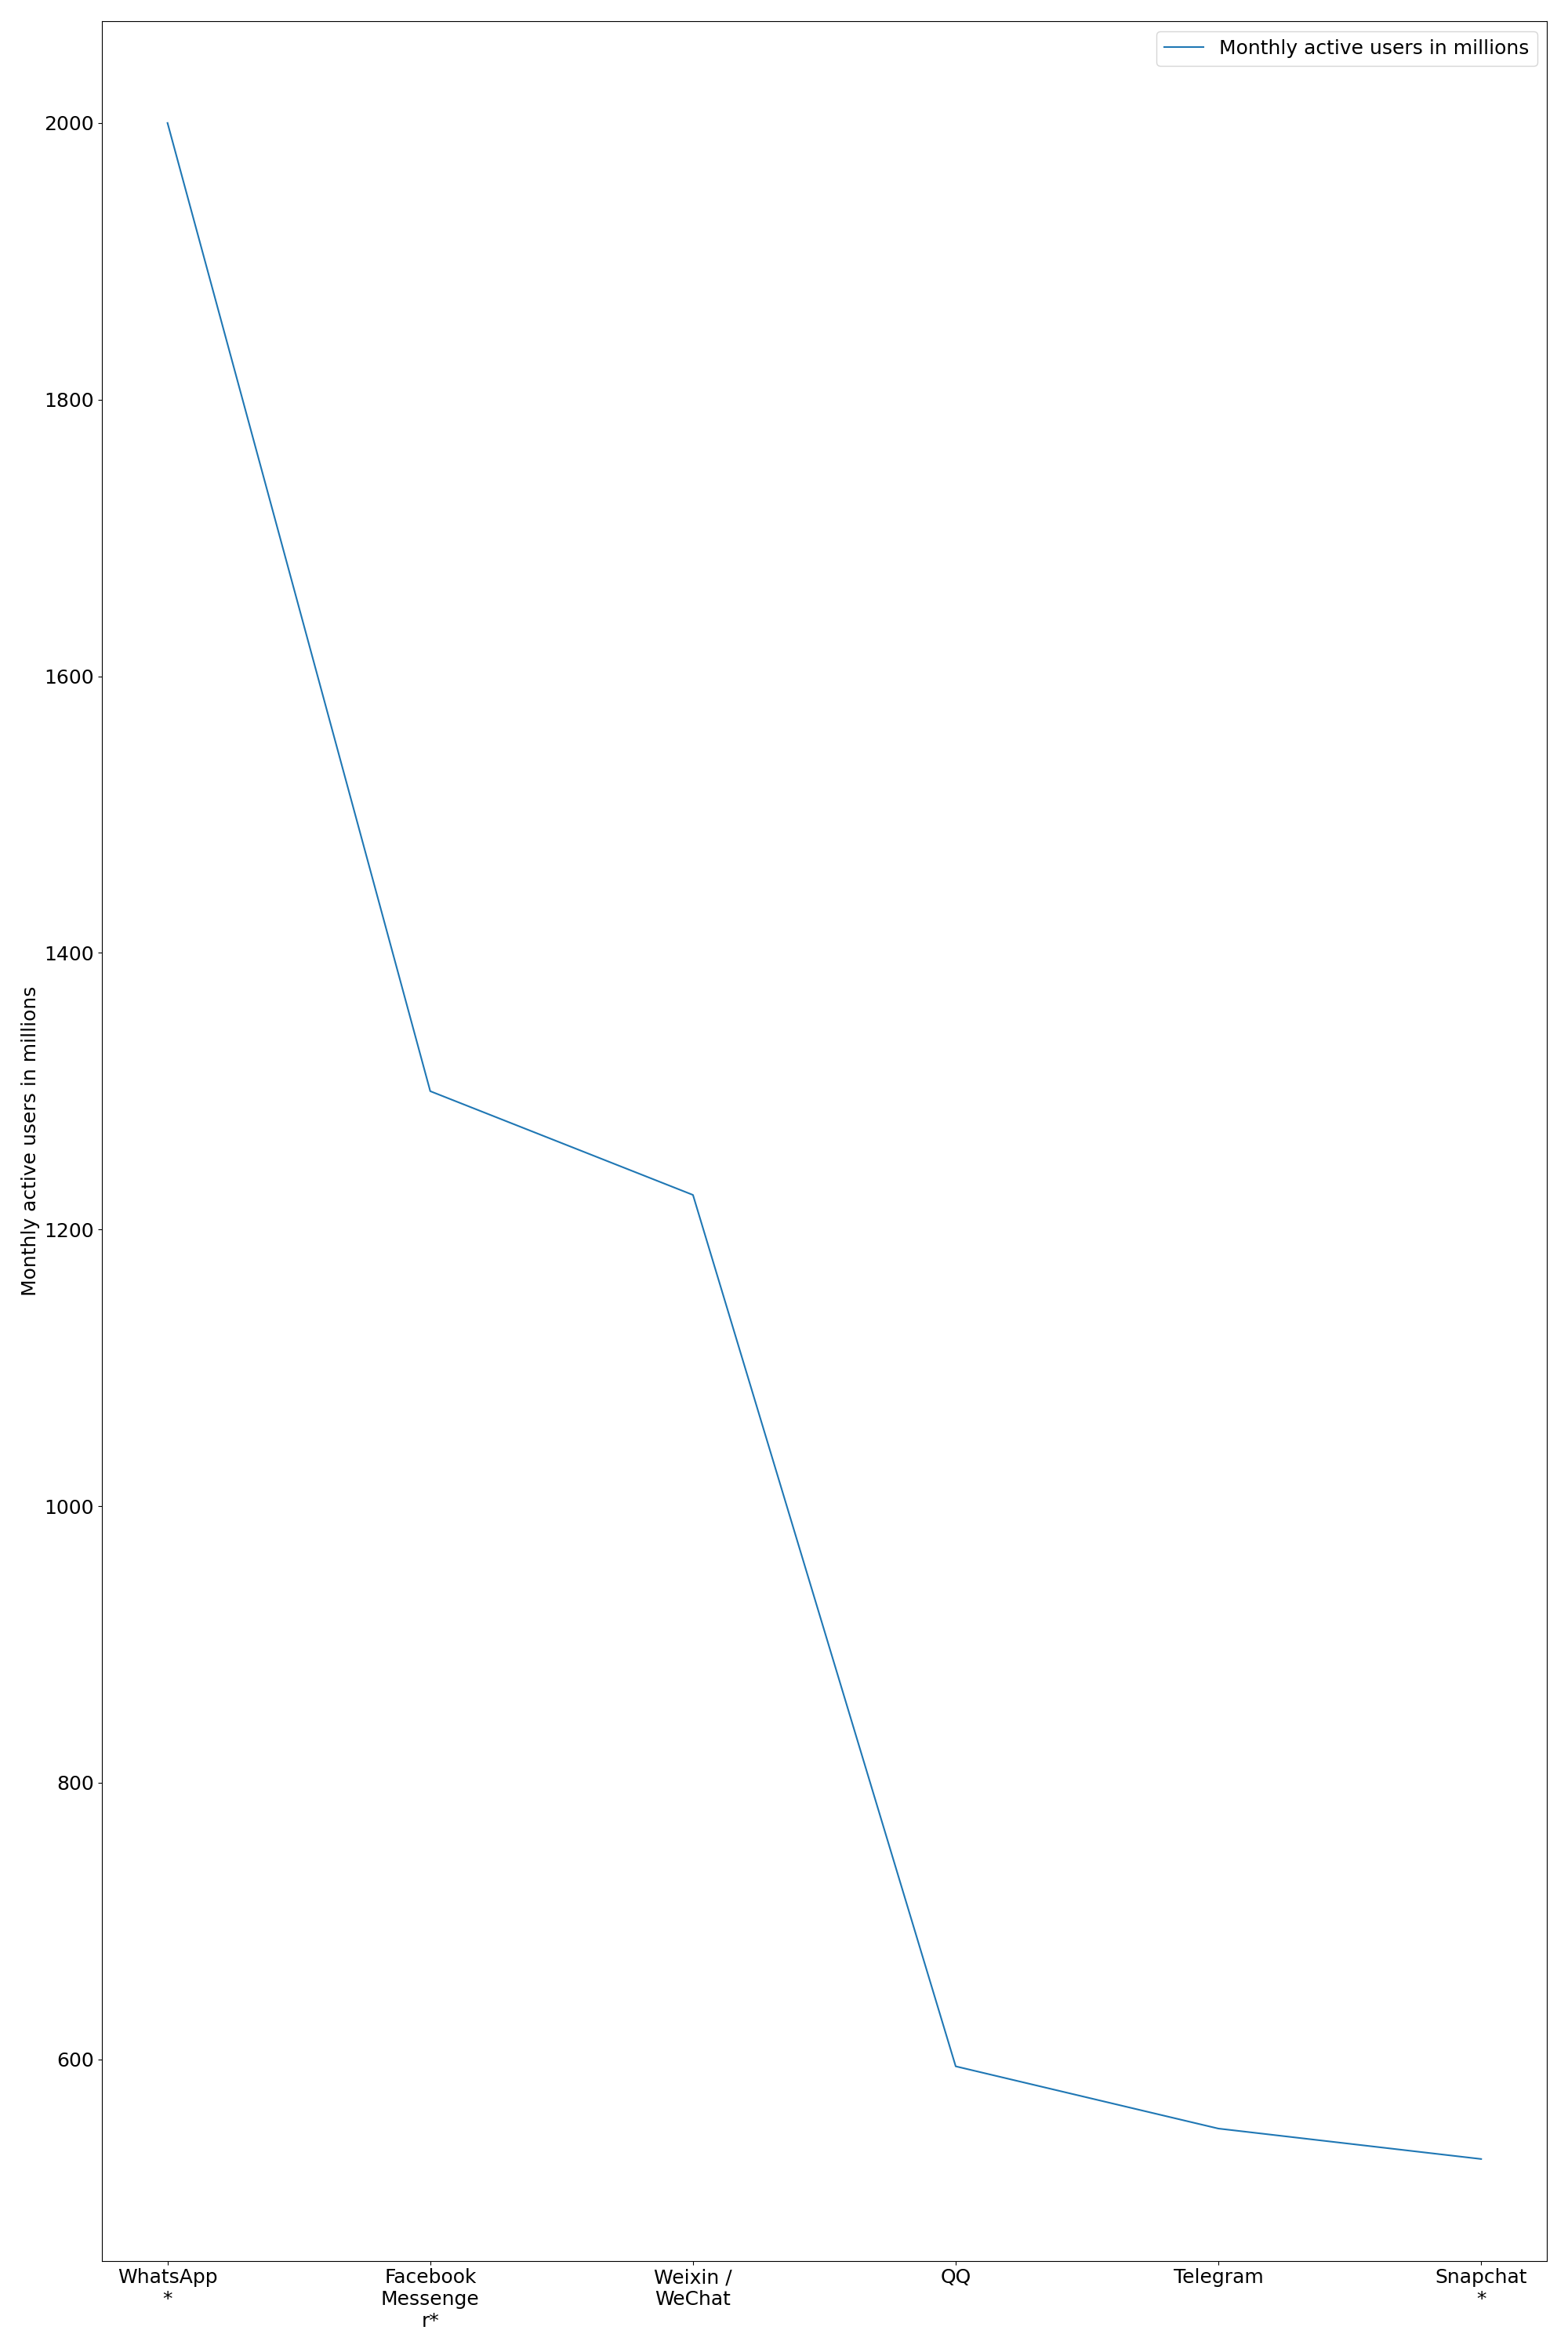 Monthly active users in millions
2000
1800
1600
1400
1200
1000
800
600
Monthly active users in millions
WhatsApp
*
Facebook
Messenge
r*
Weixin /
WeChat
QQ
Telegram
Snapchat
*